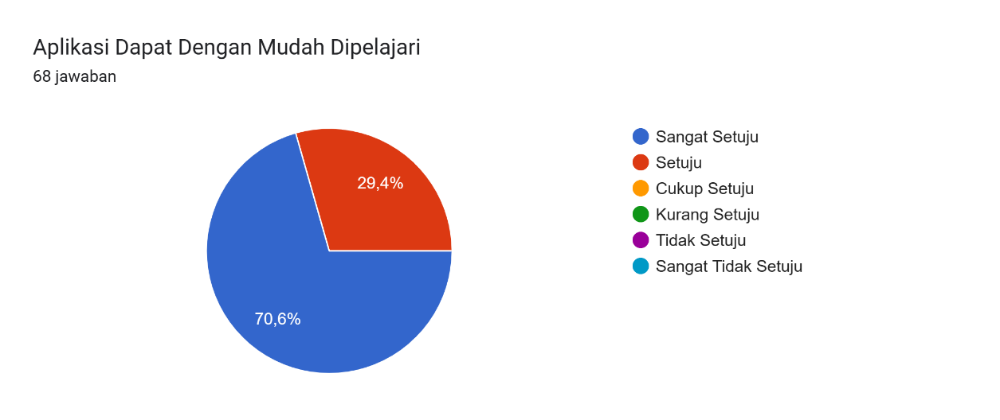 Aplikasi Dapat Dengan Mudah Dipelajari
68 jawaban
29,4%
70,6%
Sangat Setuju
Setuju
Cukup Setuju
Kurang Setuju
Tidak Setuju
Sangat Tidak Setuju